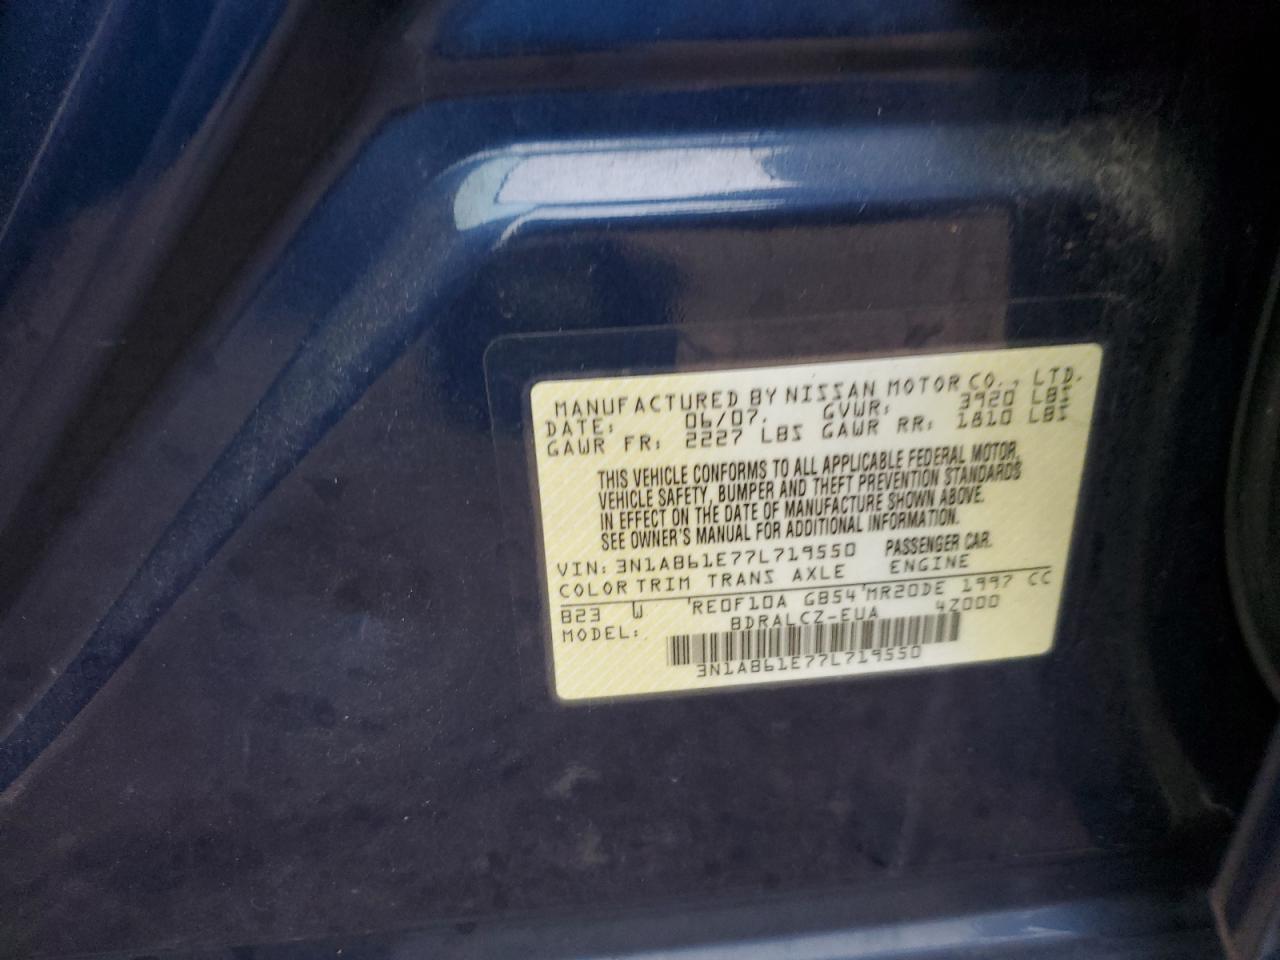 MANUFACTURED BY NISSAN MOTOR CO., LTD.
DATE: 06/07. GVWR: 3920 LBS
GAWR FR: 2227 LBS GAWR RR: 1810 LBS
THIS VEHICLE CONFORMS TO ALL APPLICABLE FEDERAL MOTOR
VEHICLE SAFETY, BUMPER AND THEFT PREVENTION STANDARDS
IN EFFECT ON THE DATE OF MANUFACTURE SHOWN ABOVE.
SEE OWNER'S MANUAL FOR ADDITIONAL INFORMATION.
VIN: 3N1AB61E77L719550 PASSENGER CAR.
COLOR TRIM TRANS AXLE ENGINE
B23 W RE0F10A GB54 MR20DE 1997 CC
MODEL: BDRALCZ-EUA 4Z000
3N1AB61E77L719550